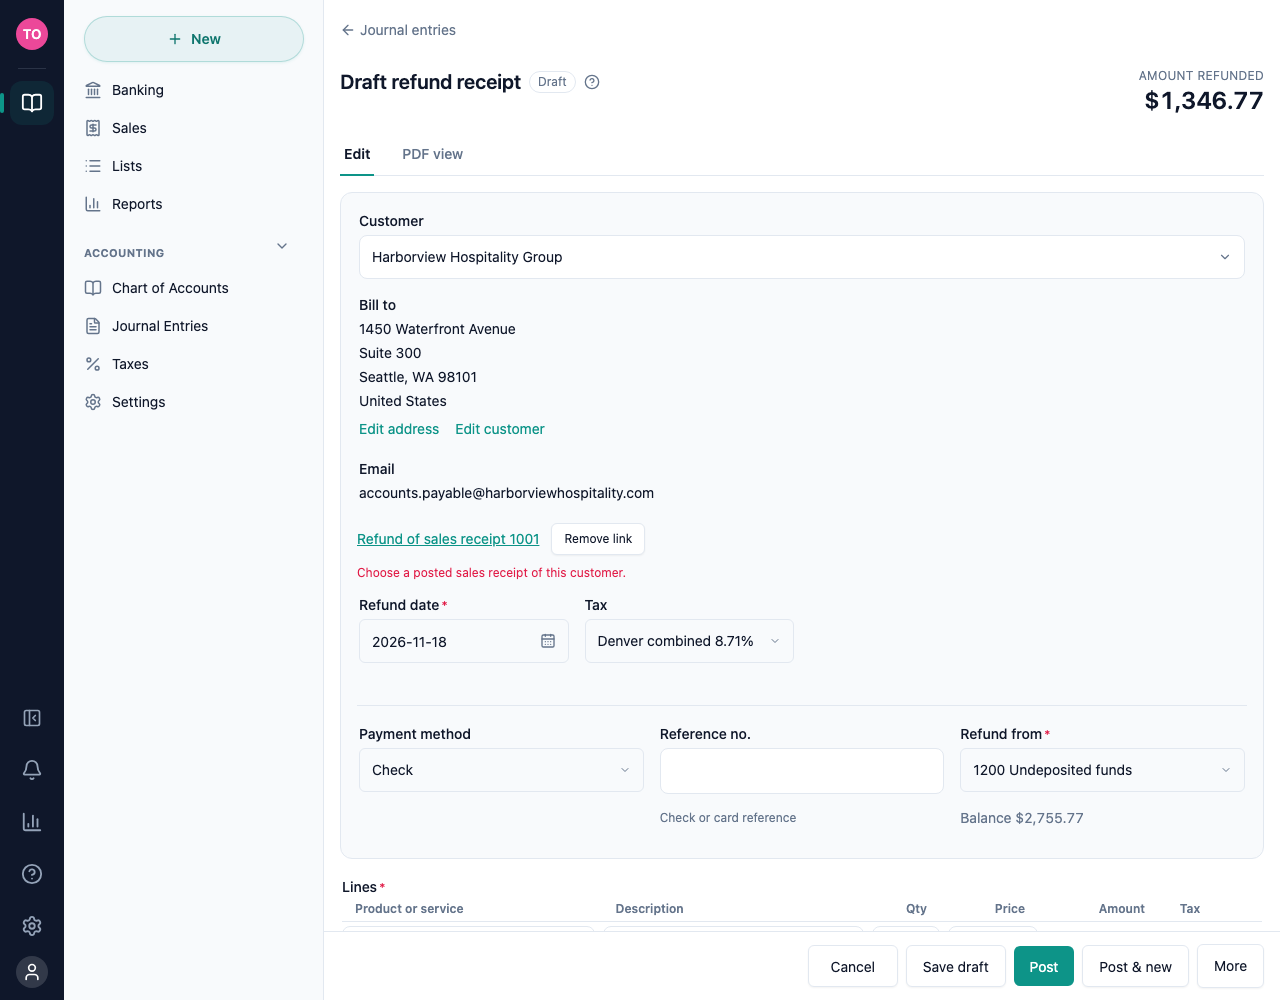 TO
New
Banking
Sales
Lists
Reports
ACCOUNTING
Chart of Accounts
Journal Entries
Taxes
Settings
Journal entries
Draft refund receipt
Draft
AMOUNT REFUNDED
$1,346.77
Edit
PDF view
Customer
Harborview Hospitality Group
Bill to
1450 Waterfront Avenue
Suite 300
Seattle, WA 98101
United States
Edit address Edit customer
Email
accounts.payable@harborviewhospitality.com
Refund of sales receipt 1001
Remove link
Choose a posted sales receipt of this customer.
Refund date * Tax
2026-11-18 Denver combined 8.71%
Payment method Reference no. Refund from *
Check 1200 Undeposited funds
Check or card reference Balance $2,755.77
Lines *
Product or service Description Qty Price Amount Tax
Cancel Save draft Post Post & new More